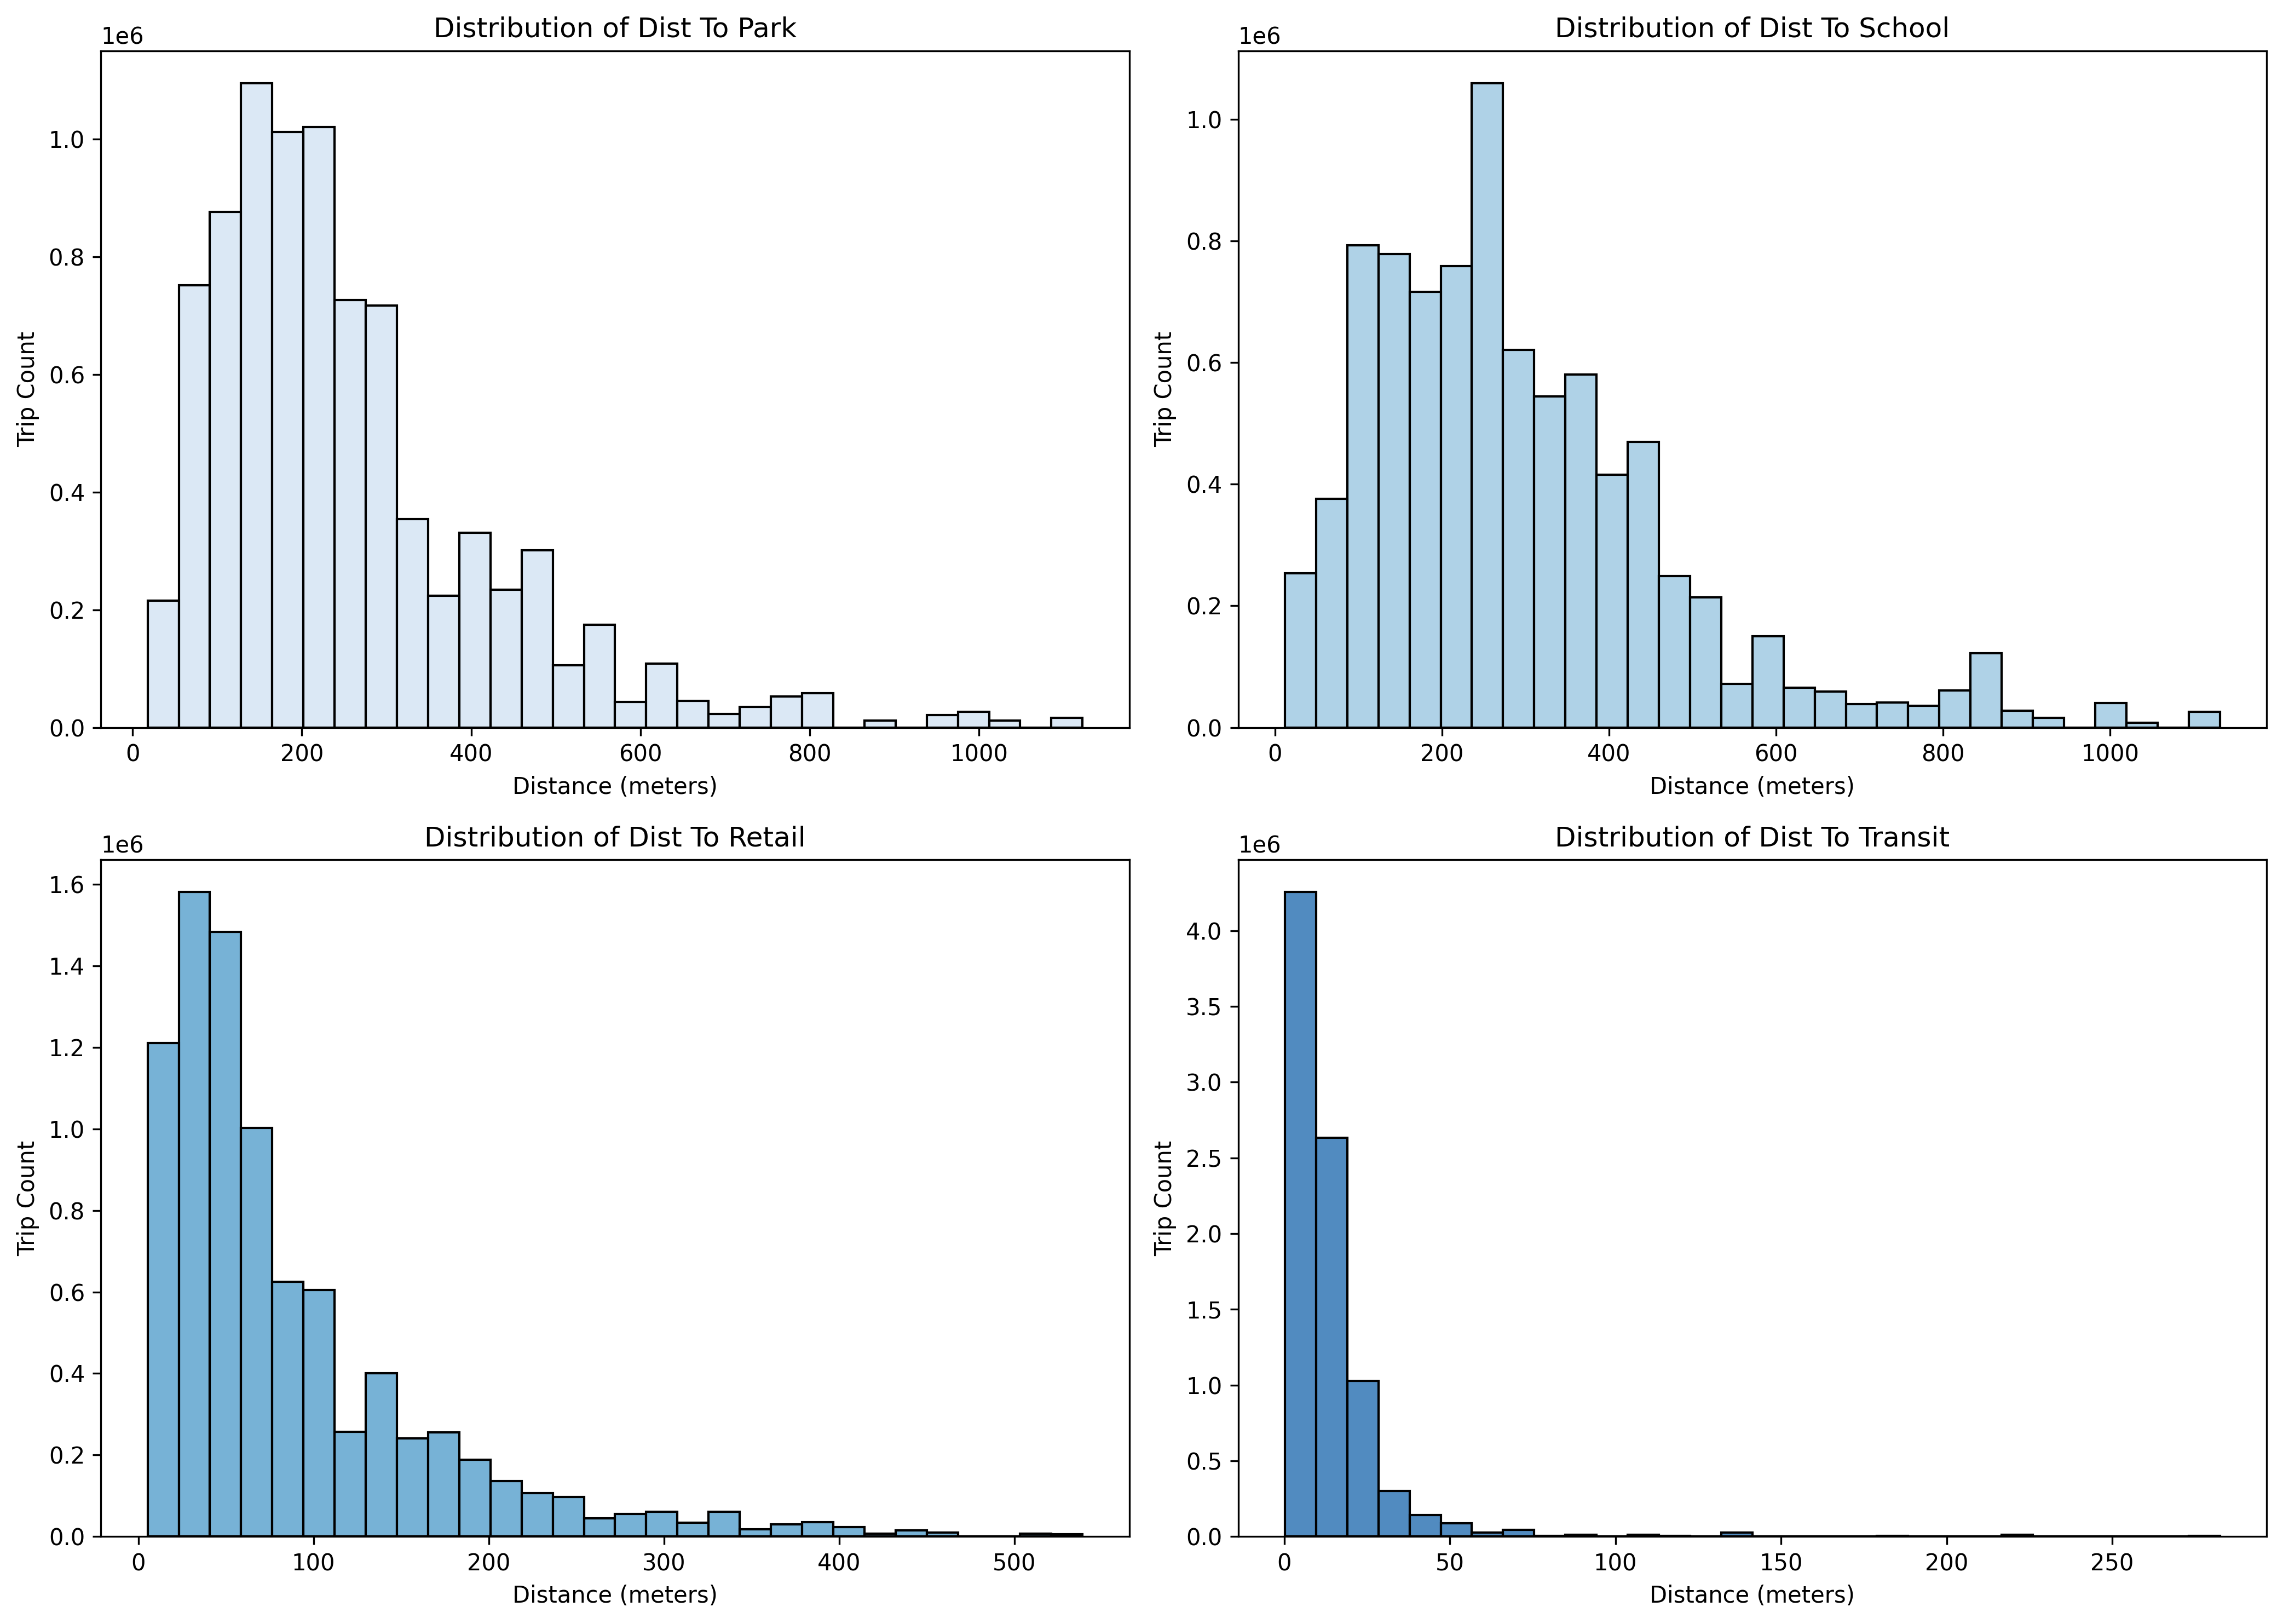 Distribution of Dist To Park
1e6
Trip Count
1.0
0.8
0.6
0.4
0.2
0.0
0 200 400 600 800 1000
Distance (meters)
Distribution of Dist To School
1e6
Trip Count
1.0
0.8
0.6
0.4
0.2
0.0
0 200 400 600 800 1000
Distance (meters)
Distribution of Dist To Retail
1e6
Trip Count
1.6
1.4
1.2
1.0
0.8
0.6
0.4
0.2
0.0
0 100 200 300 400 500
Distance (meters)
Distribution of Dist To Transit
1e6
Trip Count
4.0
3.5
3.0
2.5
2.0
1.5
1.0
0.5
0.0
0 50 100 150 200 250
Distance (meters)